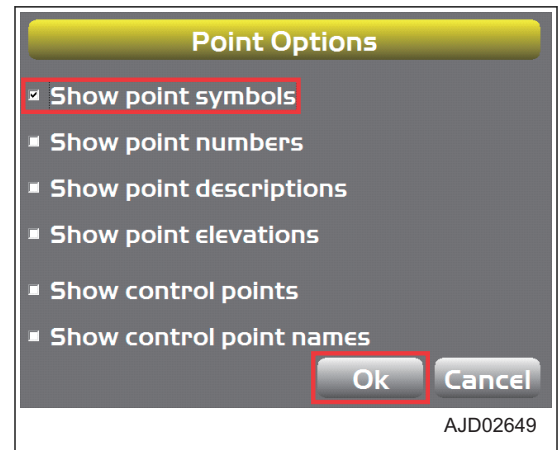 Point Options
Show point symbols
Show point numbers
Show point descriptions
Show point elevations
Show control points
Show control point names
Ok Cancel
AJD02649